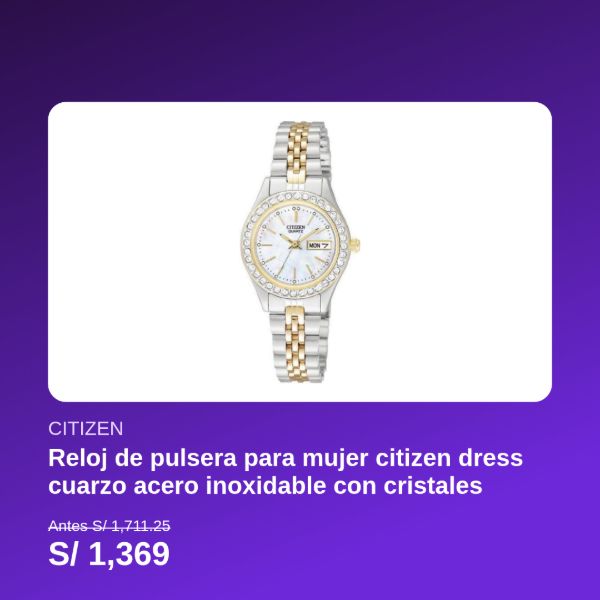 CITIZEN
QUARTZ
MON 7
CITIZEN
Reloj de pulsera para mujer citizen dress
cuarzo acero inoxidable con cristales
Antes S/ 1,711.25
S/ 1,369